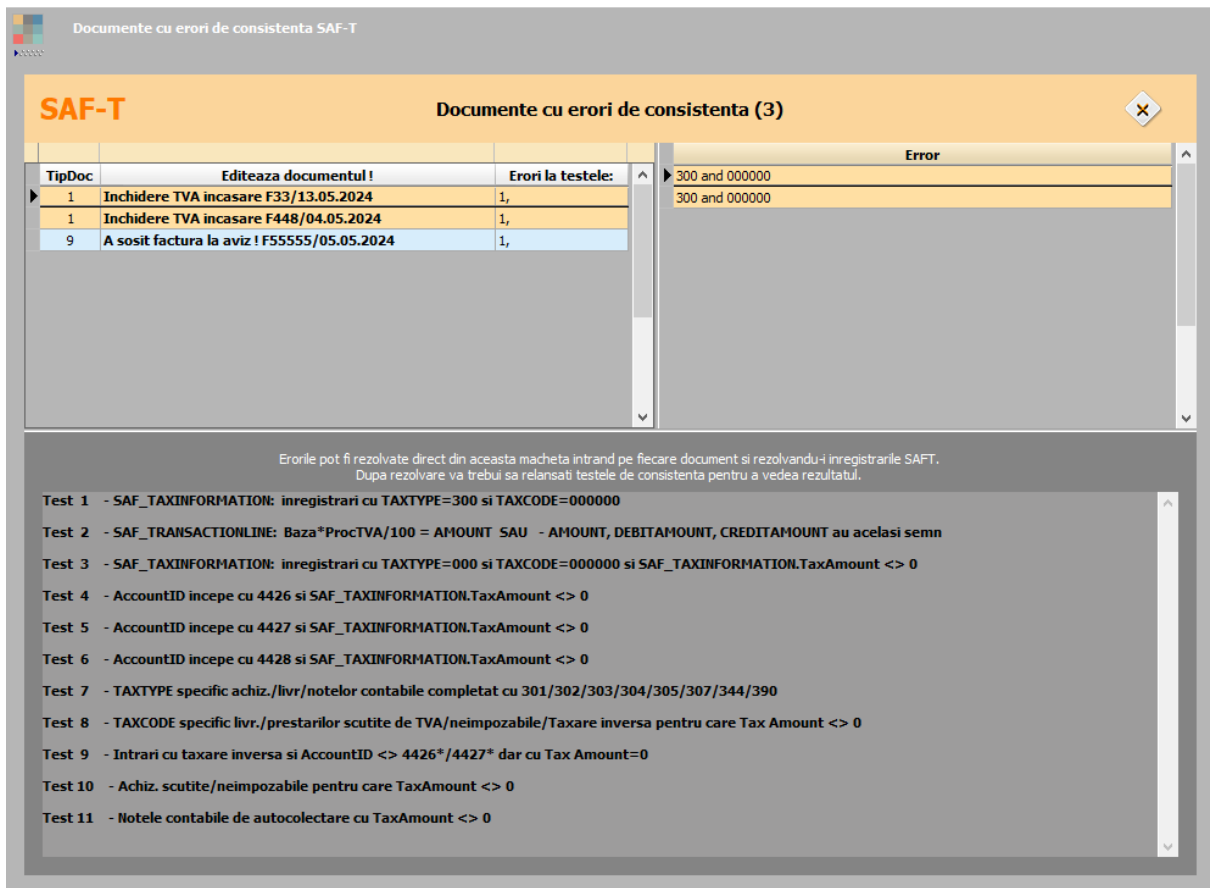 Documente cu erori de consistenta SAF-T
SAF-T
Documente cu erori de consistenta (3)
TipDoc Editeaza documentul ! Erori la testele:
1 Inchidere TVA incasare F33/13.05.2024 1,
1 Inchidere TVA incasare F448/04.05.2024 1,
9 A sosit factura la aviz ! F55555/05.05.2024 1,
Error
300 and 000000
300 and 000000
Erorile pot fi rezolvate direct din aceasta macheta intrand pe fiecare document si rezolvandu-i inregistrarile SAFT.
Dupa rezolvare va trebui sa relansati testele de consistenta pentru a vedea rezultatul.
Test 1 - SAF_TAXINFORMATION: inregistrari cu TAXTYPE=300 si TAXCODE=000000
Test 2 - SAF_TRANSACTIONLINE: Baza*ProcTVA/100 = AMOUNT SAU - AMOUNT, DEBITAMOUNT, CREDITAMOUNT au acelasi semn
Test 3 - SAF_TAXINFORMATION: inregistrari cu TAXTYPE=000 si TAXCODE=000000 si SAF_TAXINFORMATION.TaxAmount <> 0
Test 4 - AccountID incepe cu 4426 si SAF_TAXINFORMATION.TaxAmount <> 0
Test 5 - AccountID incepe cu 4427 si SAF_TAXINFORMATION.TaxAmount <> 0
Test 6 - AccountID incepe cu 4428 si SAF_TAXINFORMATION.TaxAmount <> 0
Test 7 - TAXTYPE specific achiz./livr/notelor contabile completat cu 301/302/303/304/305/307/344/390
Test 8 - TAXCODE specific livr./prestarilor scutite de TVA/neimpozabile/Taxare inversa pentru care Tax Amount <> 0
Test 9 - Intrari cu taxare inversa si AccountID <> 4426*/4427* dar cu Tax Amount=0
Test 10 - Achiz. scutite/neimpozabile pentru care TaxAmount <> 0
Test 11 - Notele contabile de autocolectare cu TaxAmount <> 0